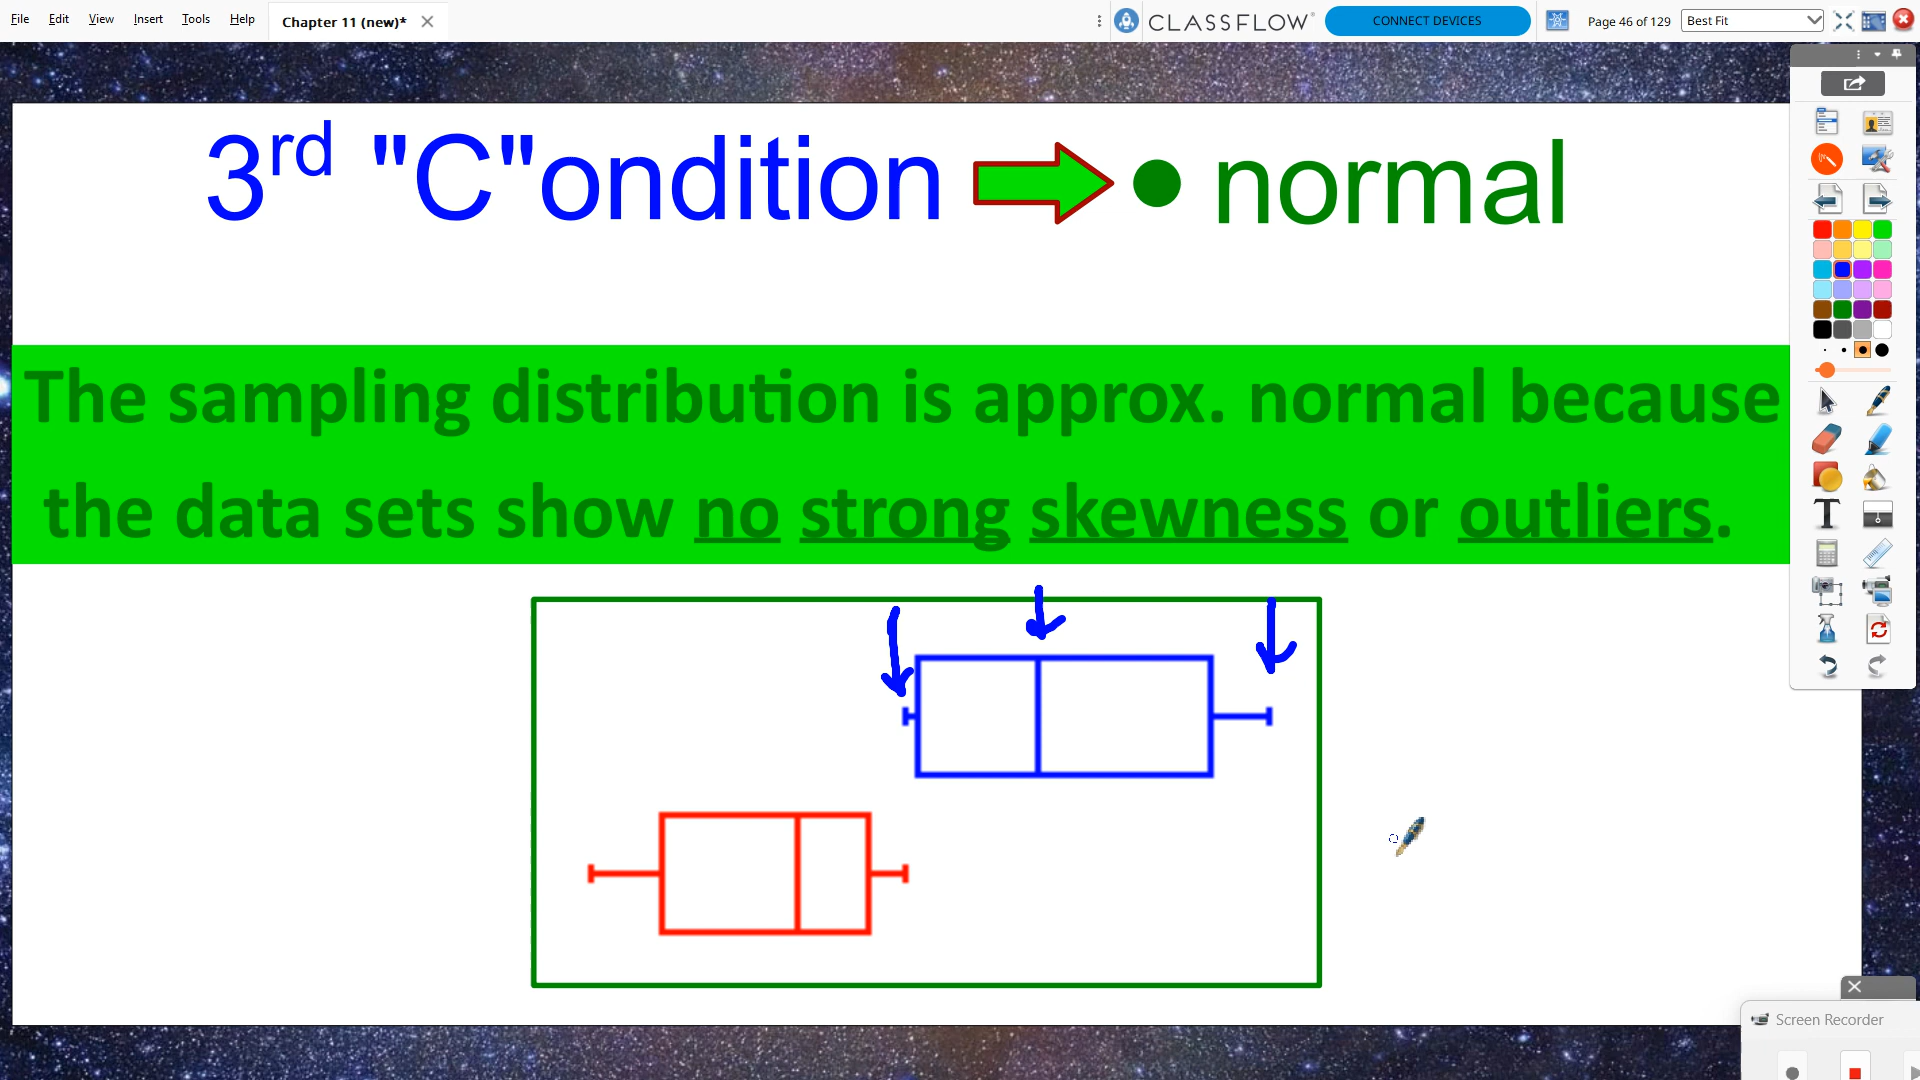 File Edit View Insert Tools Help Chapter 11 (new)* CLASSFLOW CONNECT DEVICES Page 46 of 129 Best Fit
3rd "C"ondition • normal
The sampling distribution is approx. normal because
the data sets show no strong skewness or outliers.
Screen Recorder